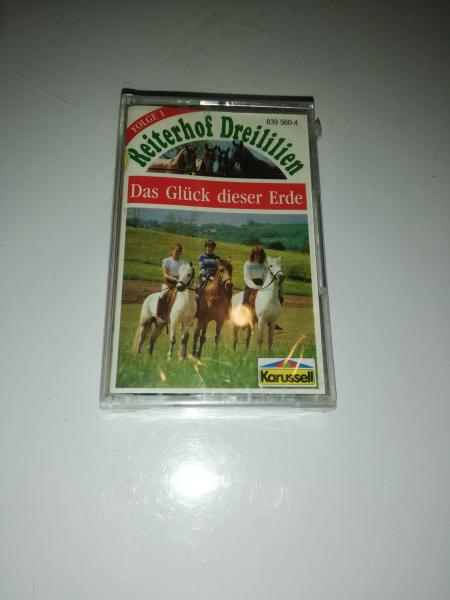 FOLGE 1
839 560-4
Reiterhof Dreililien
Das Glück dieser Erde
Karussell